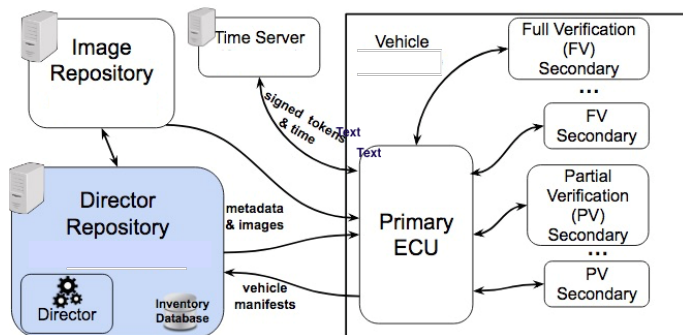 Image
Repository
Time Server
Vehicle
Full Verification
(FV)
Secondary
...
FV
Secondary
signed tokens
& time
Text
Text
Partial
Verification
(PV)
Secondary
...
PV
Secondary
Primary
ECU
Director
Repository
metadata
& images
vehicle
manifests
Director
Inventory
Database